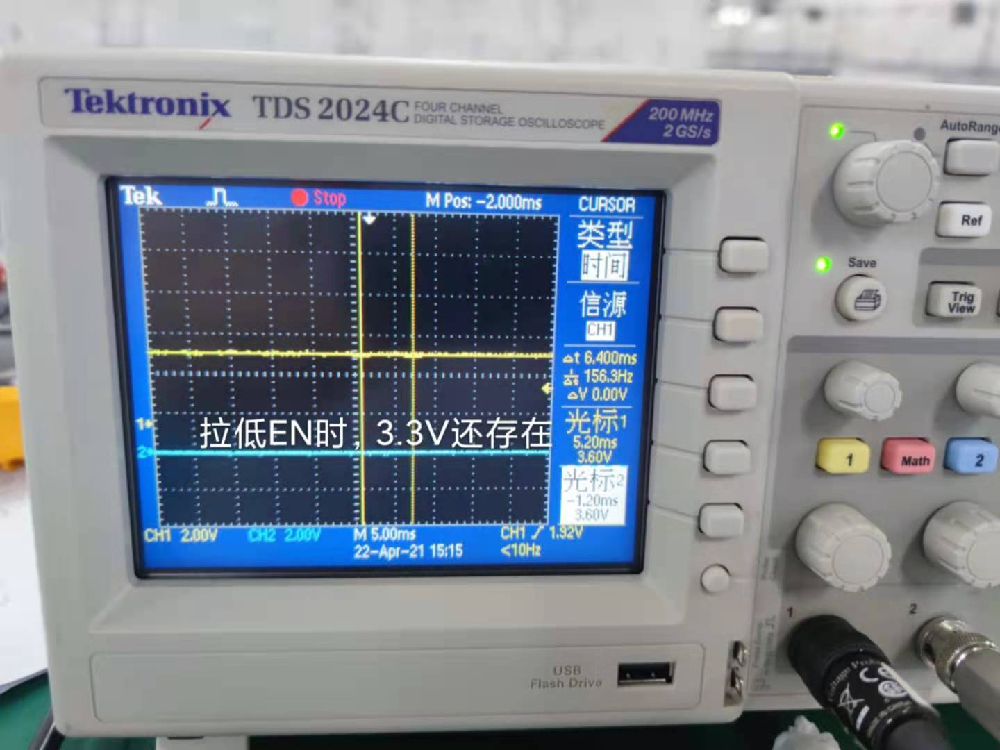 Tektronix TDS 2024C FOUR CHANNEL
DIGITAL STORAGE OSCILLOSCOPE
200 MHz
2 GS/s
AutoRange
Ref
Save
Trig
View
Tek Stop M Pos: -2.000ms CURSOR
类型
时间
信源
CH1
Δt 6.400ms
1/Δt 156.3Hz
ΔV 0.00V
光标1
5.20ms
3.60V
光标2
-1.20ms
3.60V
1
2
拉低EN时，3.3V还存在
CH1 2.00V CH2 2.00V M 5.00ms CH1 1.92V
22-Apr-21 15:15 <10Hz
1 Math 2
1 2
USB
Flash Drive